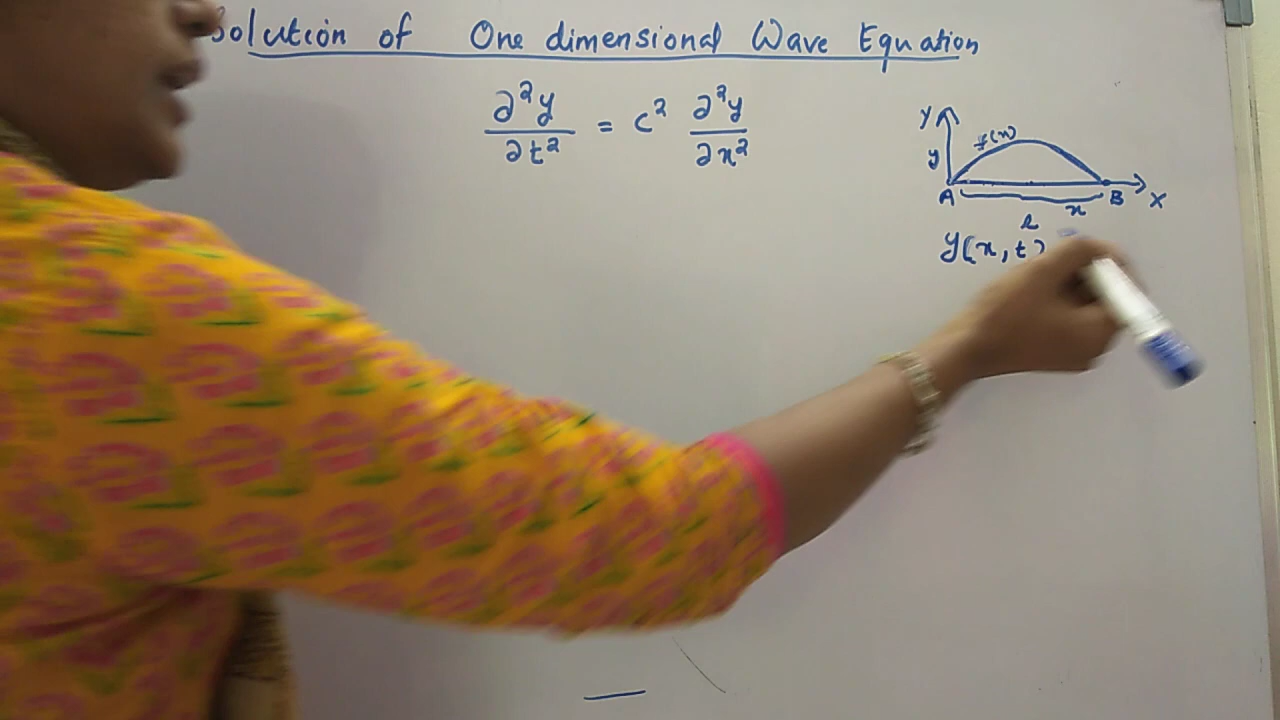 Solution of One dimensional Wave Equation
∂²y/∂t² = c² ∂²y/∂x²
Y
f(x)
y
A B X
x
l
y(x,t)